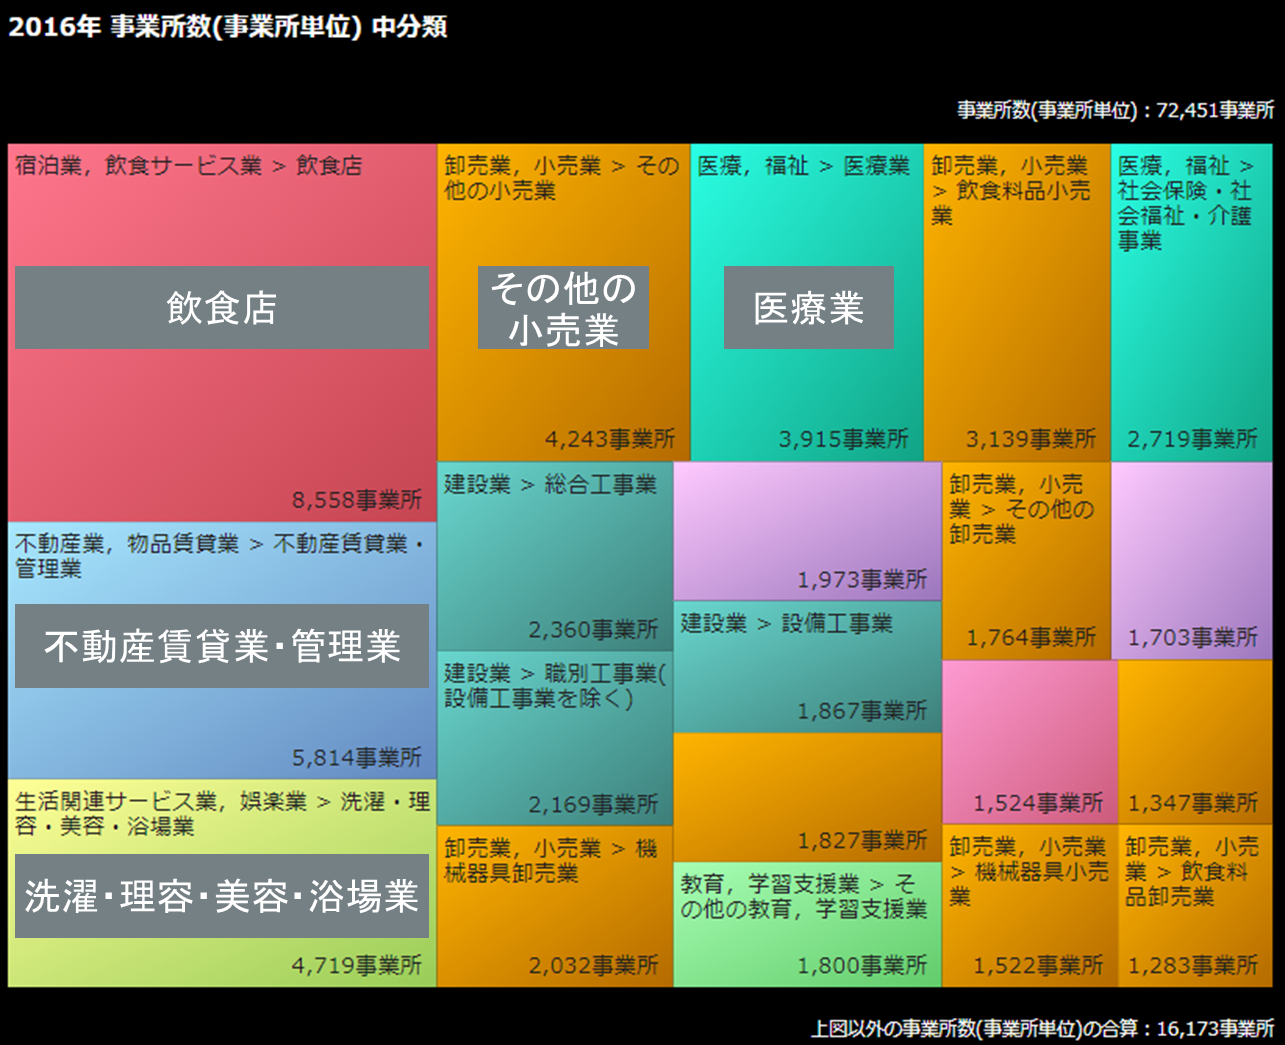 2016年 事業所数(事業所単位) 中分類
事業所数(事業所単位)：72,451事業所
宿泊業，飲食サービス業 > 飲食店
飲食店
8,558事業所
卸売業，小売業 > その
他の小売業
その他の
小売業
4,243事業所
医療，福祉 > 医療業
医療業
3,915事業所
卸売業，小売業
> 飲食料品小売
業
3,139事業所
医療，福祉 >
社会保険・社
会福祉・介護
事業
2,719事業所
不動産業，物品賃貸業 > 不動産賃貸業・
管理業
不動産賃貸業・管理業
5,814事業所
生活関連サービス業，娯楽業 > 洗濯・理
容・美容・浴場業
洗濯・理容・美容・浴場業
4,719事業所
建設業 > 総合工事業
2,360事業所
建設業 > 職別工事業(
設備工事業を除く)
2,169事業所
卸売業，小売業 > 機
械器具卸売業
2,032事業所
1,973事業所
建設業 > 設備工事業
1,867事業所
1,827事業所
教育，学習支援業 > そ
の他の教育，学習支援業
1,800事業所
卸売業，小売
業 > その他の
卸売業
1,764事業所
1,703事業所
1,524事業所
1,347事業所
卸売業，小売業
> 機械器具小売
業
1,522事業所
卸売業，小売
業 > 飲食料
品卸売業
1,283事業所
上図以外の事業所数(事業所単位)の合算：16,173事業所